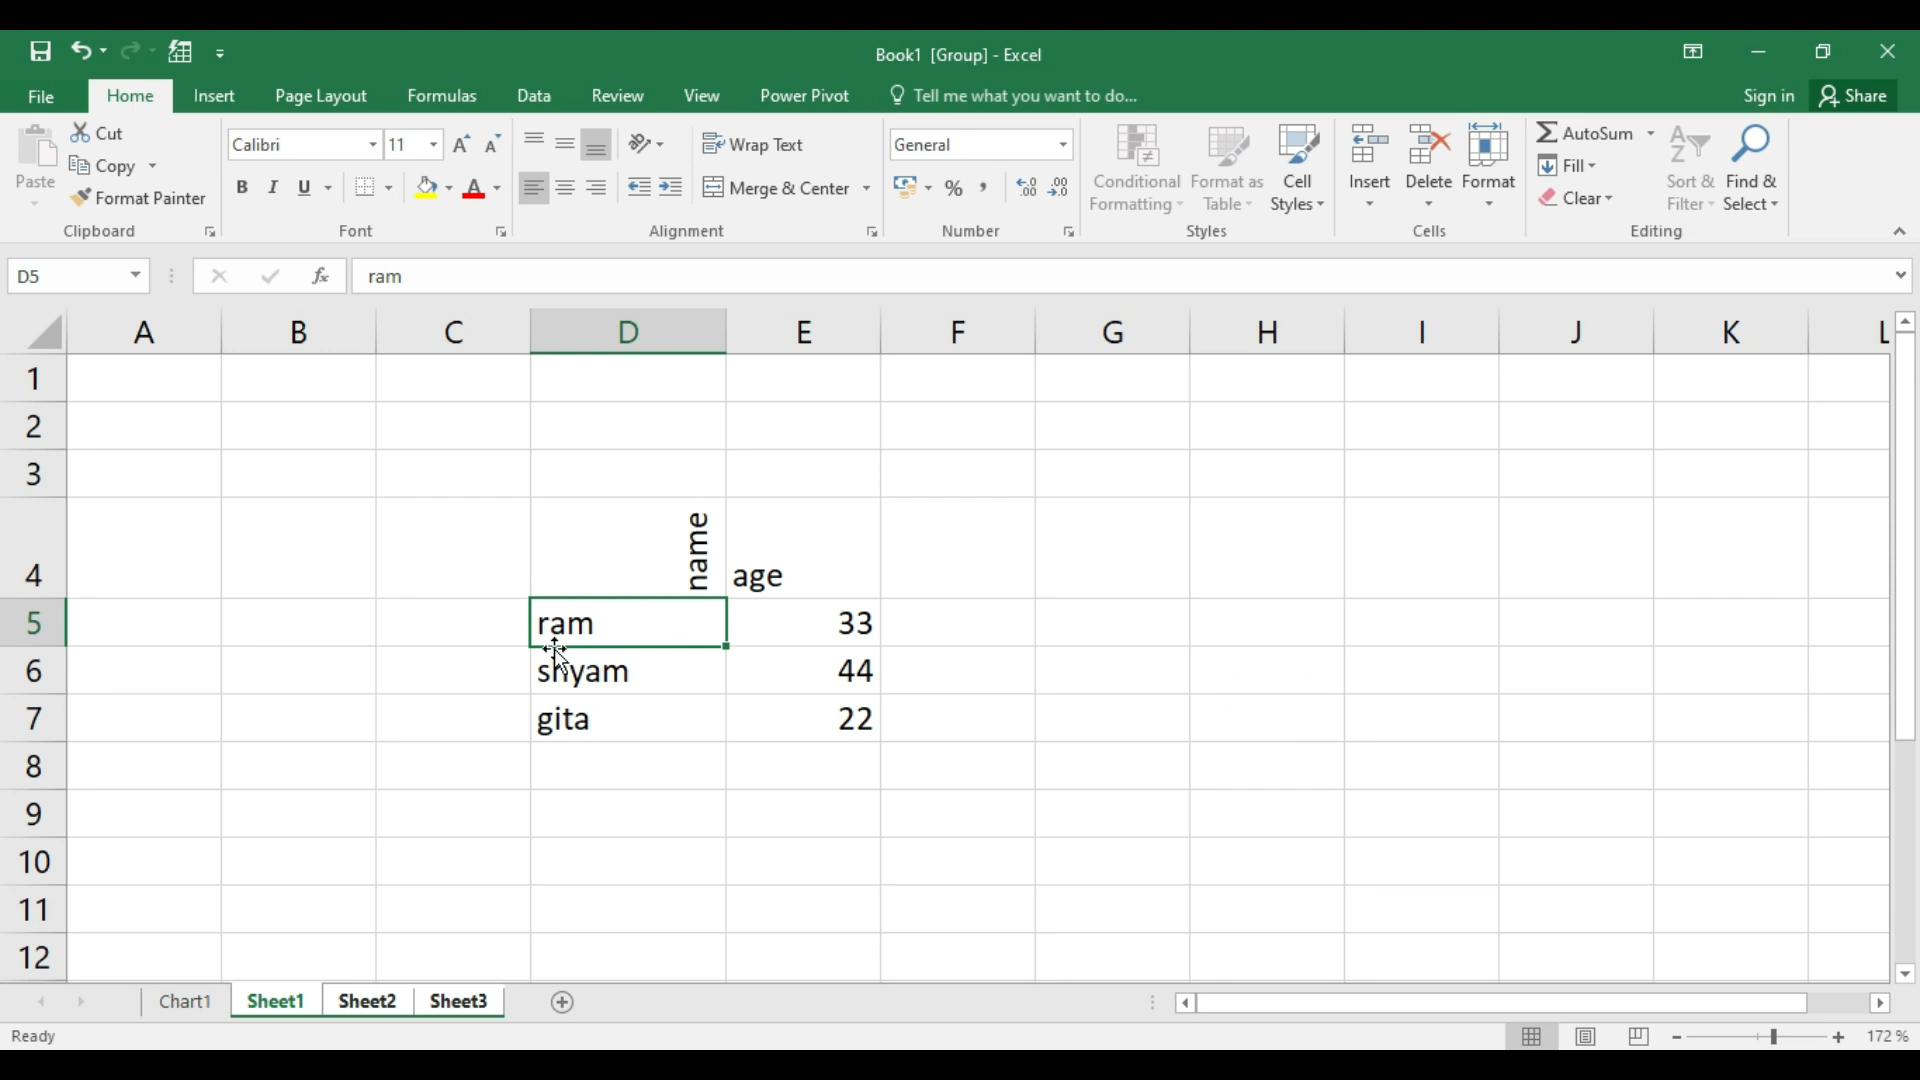 Book1 [Group] - Excel
File Home Insert Page Layout Formulas Data Review View Power Pivot Tell me what you want to do... Sign in Share
Paste Cut Copy Format Painter Clipboard
Calibri 11 B I U A Font
Wrap Text Merge & Center Alignment
General % Number
Conditional Formatting Format as Table Cell Styles Styles
Insert Delete Format Cells
AutoSum Fill Clear Sort & Filter Find & Select Editing
D5 fx ram
A B C D E F G H I J K L
1
2
3
4 name age
5 ram 33
6 shyam 44
7 gita 22
8
9
10
11
12
Chart1 Sheet1 Sheet2 Sheet3
Ready 172 %